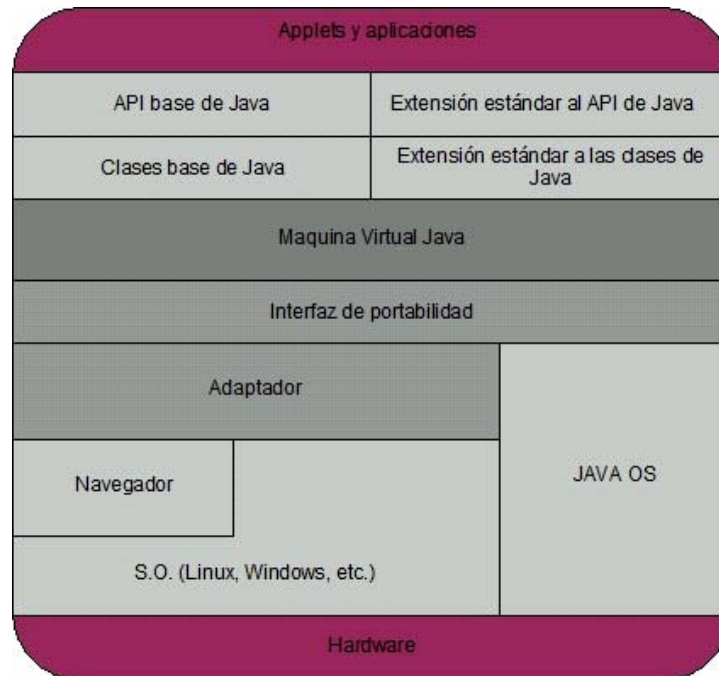 Applets y aplicaciones
API base de Java
Extensión estándar al API de Java
Clases base de Java
Extensión estándar a las clases de
Java
Maquina Virtual Java
Interfaz de portabilidad
Adaptador
Navegador
JAVA OS
S.O. (Linux, Windows, etc.)
Hardware